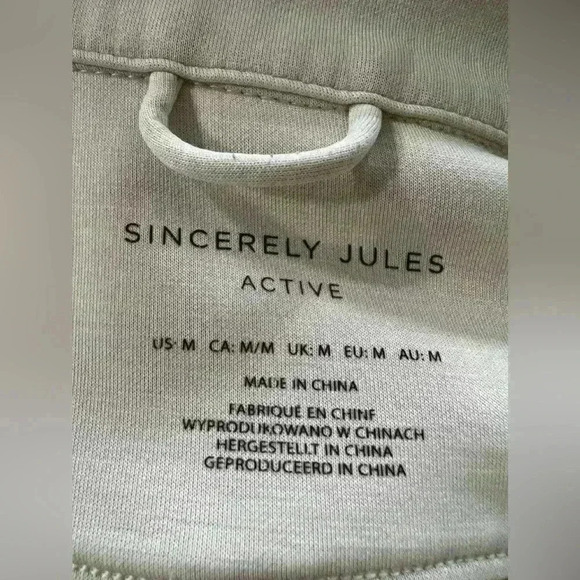 SINCERELY JULES
ACTIVE
US: M CA: M/M UK: M EU: M AU: M
MADE IN CHINA
FABRIQUÉ EN CHINE
WYPRODUKOWANO W CHINACH
HERGESTELLT IN CHINA
GEPRODUCEERD IN CHINA